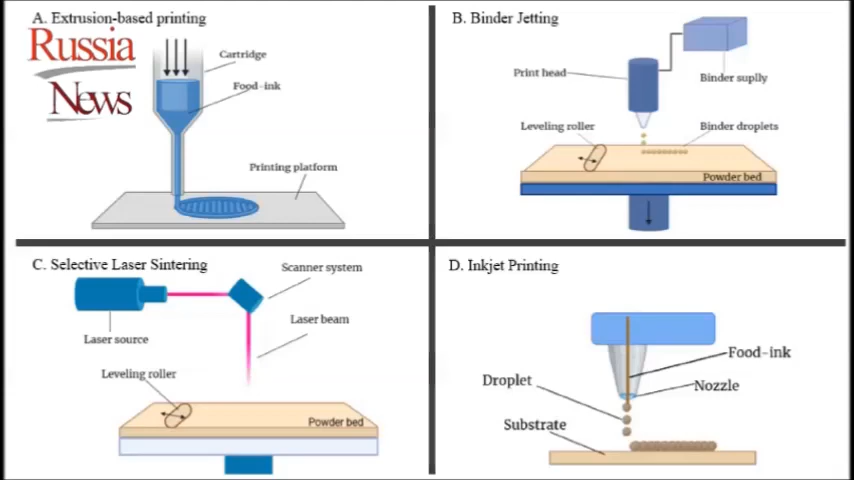 A. Extrusion-based printing
Russia
News
Cartridge
Food-ink
Printing platform
B. Binder Jetting
Print head
Binder suplly
Leveling roller
Binder droplets
Powder bed
C. Selective Laser Sintering
Scanner system
Laser source
Laser beam
Leveling roller
Powder bed
D. Inkjet Printing
Food-ink
Droplet
Nozzle
Substrate